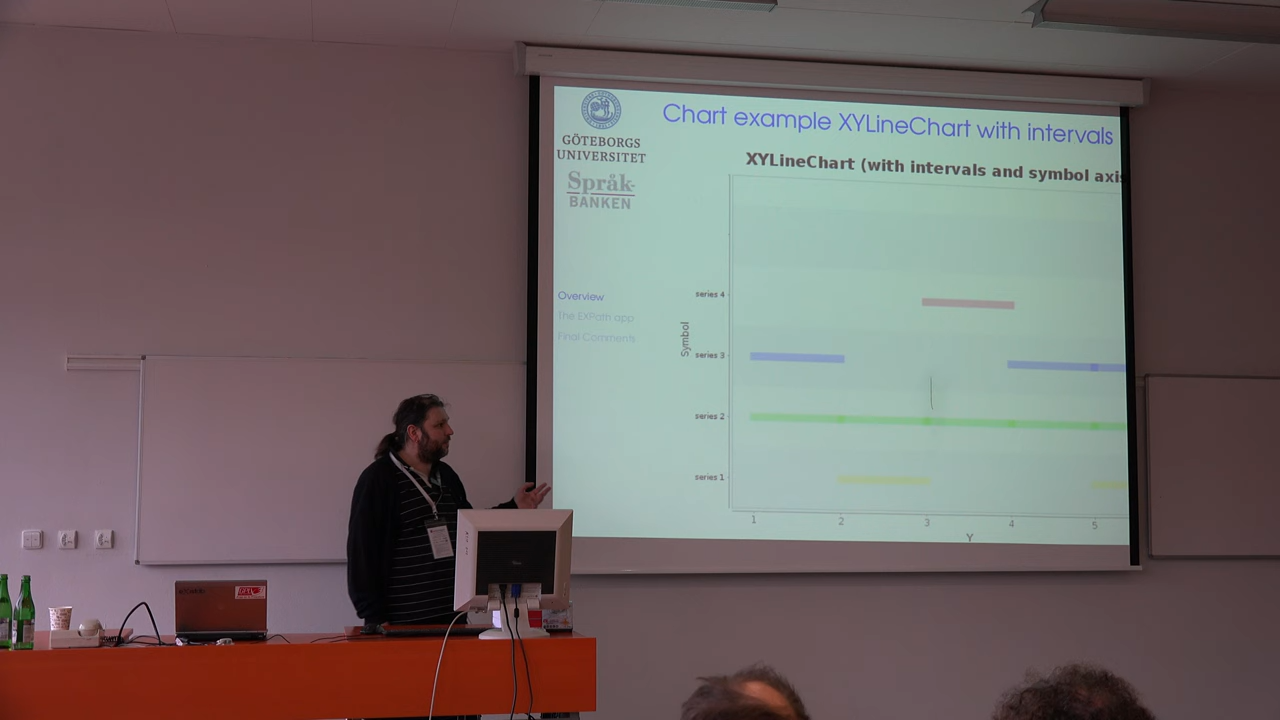 Chart example XYLineChart with intervals
GÖTEBORGS
UNIVERSITET
Språk-
BANKEN
Overview
The EXPath app
Final Comments
XYLineChart (with intervals and symbol axis
Symbol
series 4
series 3
series 2
series 1
1 2 3 4 5
Y